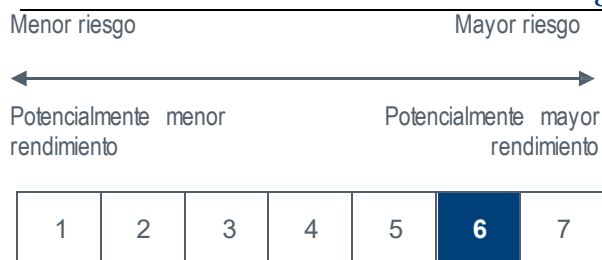 Menor riesgo Mayor riesgo
Potencialmente menor rendimiento
Potencialmente mayor rendimiento
1 2 3 4 5 6 7